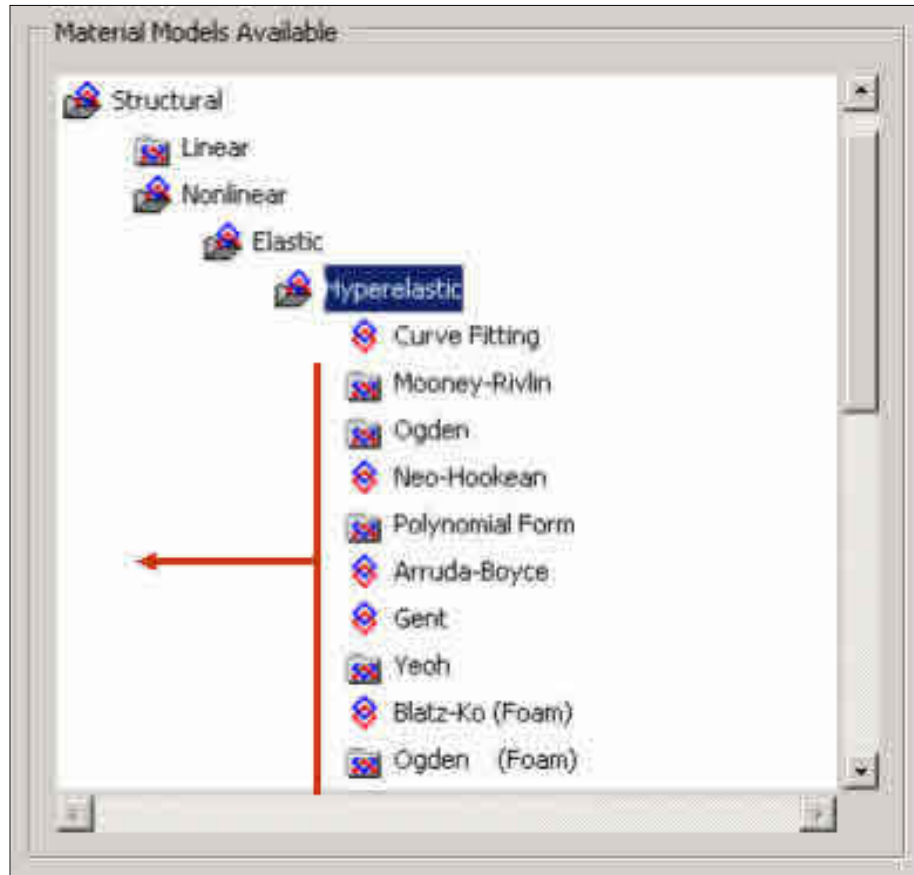 Material Models Available
Structural
Linear
Nonlinear
Elastic
Hyperelastic
Curve Fitting
Mooney-Rivlin
Ogden
Neo-Hookean
Polynomial Form
Arruda-Boyce
Gent
Yeoh
Blatz-Ko (Foam)
Ogden (Foam)